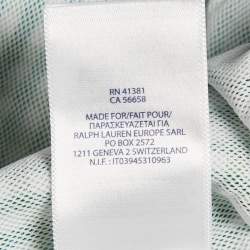 RN 41381
CA 56658
MADE FOR/FAIT POUR/
ΠΑΡΑΣΚΕΥΑΖΕΤΑΙ ΓΙΑ
RALPH LAUREN EUROPE SARL
PO BOX 2572
1211 GENEVA 2 SWITZERLAND
N.I.F.: IT03945310963